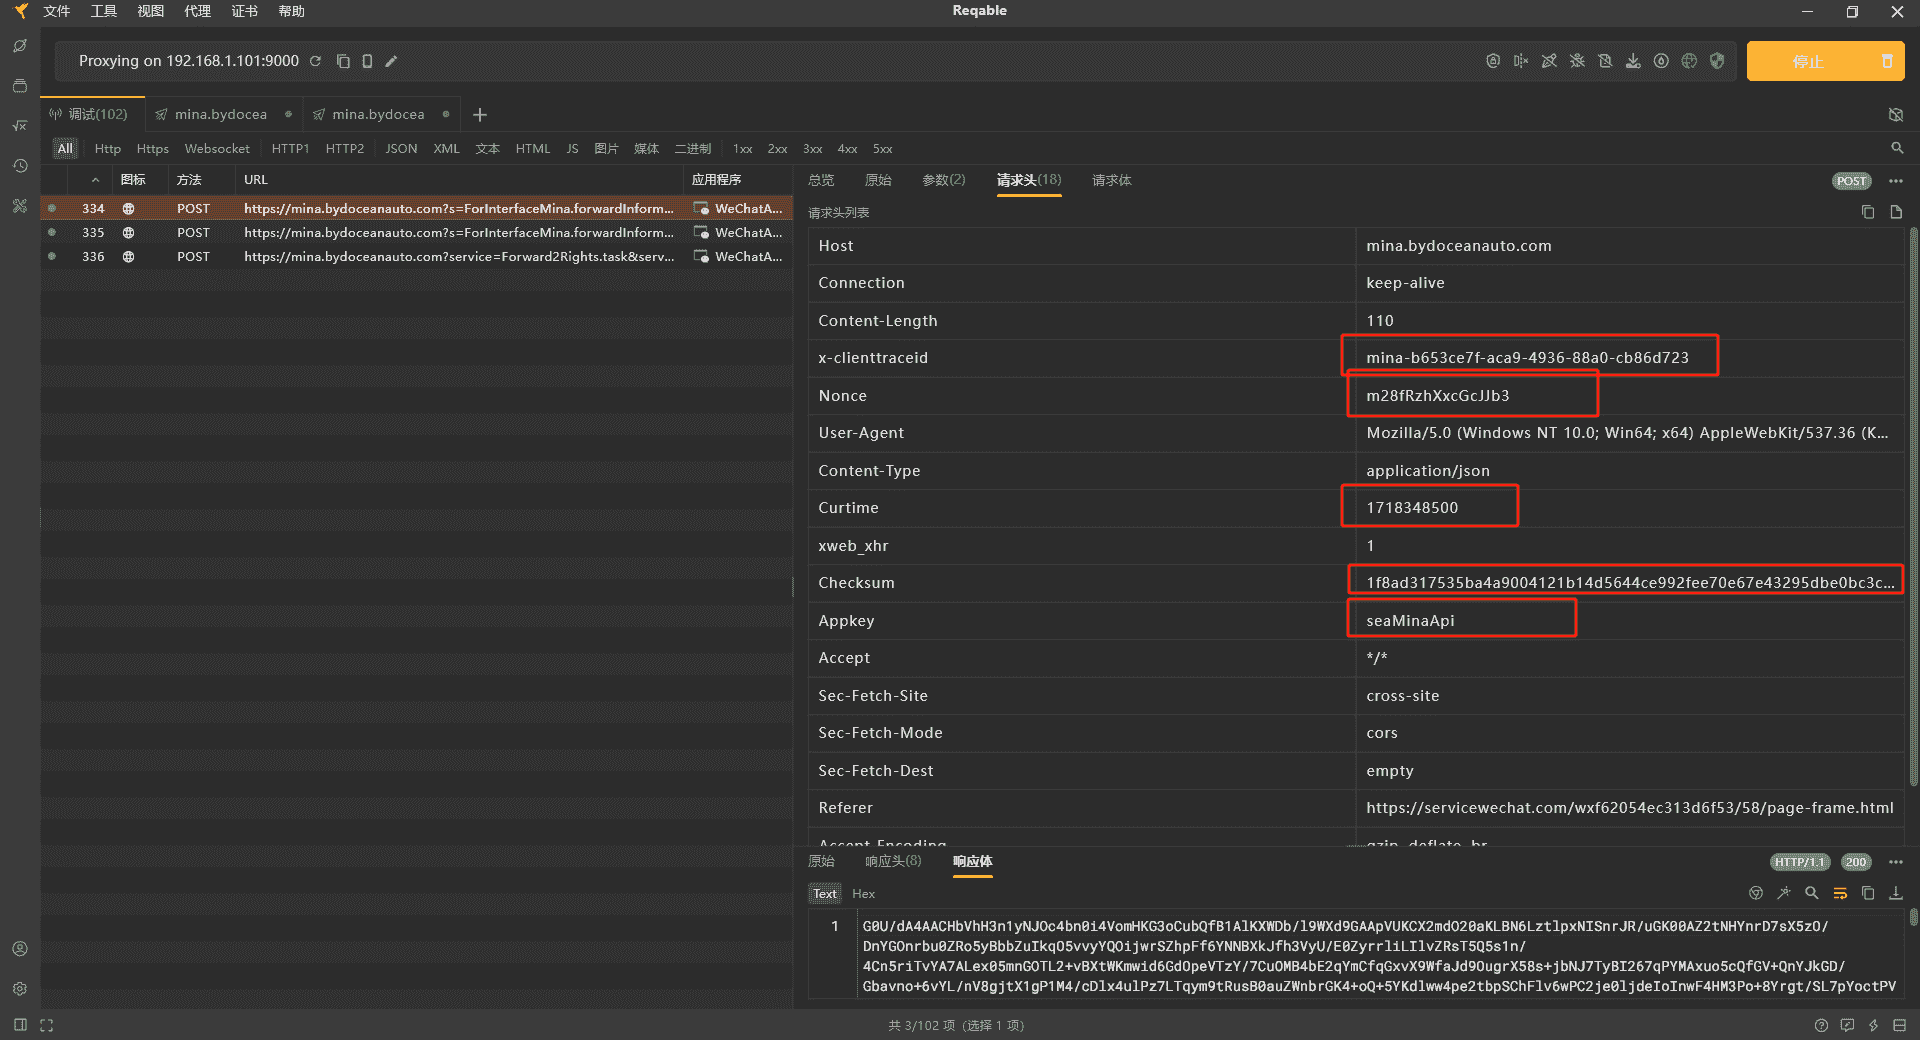 文件 工具 视图 代理 证书 帮助 Reqable
Proxying on 192.168.1.101:9000 停止
调试(102) mina.bydocea mina.bydocea
All Http Https Websocket HTTP1 HTTP2 JSON XML 文本 HTML JS 图片 媒体 二进制 1xx 2xx 3xx 4xx 5xx
图标 方法 URL 应用程序
334 POST https://mina.bydoceanauto.com?s=ForInterfaceMina.forwardInform... WeChatA...
335 POST https://mina.bydoceanauto.com?s=ForInterfaceMina.forwardInform... WeChatA...
336 POST https://mina.bydoceanauto.com?service=Forward2Rights.task&serv... WeChatA...
总览 原始 参数(2) 请求头(18) 请求体 POST
请求头列表
Host mina.bydoceanauto.com
Connection keep-alive
Content-Length 110
x-clienttraceid mina-b653ce7f-aca9-4936-88a0-cb86d723
Nonce m28fRzhXxcGcJJb3
User-Agent Mozilla/5.0 (Windows NT 10.0; Win64; x64) AppleWebKit/537.36 (K...
Content-Type application/json
Curtime 1718348500
xweb_xhr 1
Checksum 1f8ad317535ba4a9004121b14d5644ce992fee70e67e43295dbe0bc3c...
Appkey seaMinaApi
Accept */*
Sec-Fetch-Site cross-site
Sec-Fetch-Mode cors
Sec-Fetch-Dest empty
Referer https://servicewechat.com/wxf62054ec313d6f53/58/page-frame.html
Accept-Encoding gzip, deflate, br
原始 响应头(8) 响应体 HTTP/1.1 200
Text Hex
1 G0U/dA4AACHbVhH3n1yNJOc4bn0i4VomHKG3oCubQfB1AlKXWDb/l9WXd9GAApVUKCX2mdO20aKLBN6LztlpxNISnrJR/uGK00AZ2tNHYnrD7sX5zO/
DnYGOnrbu0ZRo5yBbbZuIkqO5vvyYQOijwrSZhpFf6YNNBXkJfh3VyU/E0ZyrrliLIlvZRsT5Q5s1n/
4Cn5riTvYA7ALex05mnGOTL2+vBXtWKmwid6GdOpeVTzY/7CuOMB4bE2qYmCfqGxvX9WfaJd9OugrX58s+jbNJ7TyBI267qPYMAxuo5cQfGV+QnYJkGD/
Gbavno+6vYL/nV8gjtX1gP1M4/cDlx4ulPz7LTqym9tRusB0auZWnbrGK4+oQ+5YKdlww4pe2tbpSChFlv6wPC2je0ljdeIoInwF4HM3Po+8Yrgt/SL7pYoctPV
共 3/102 项 (选择 1 项)